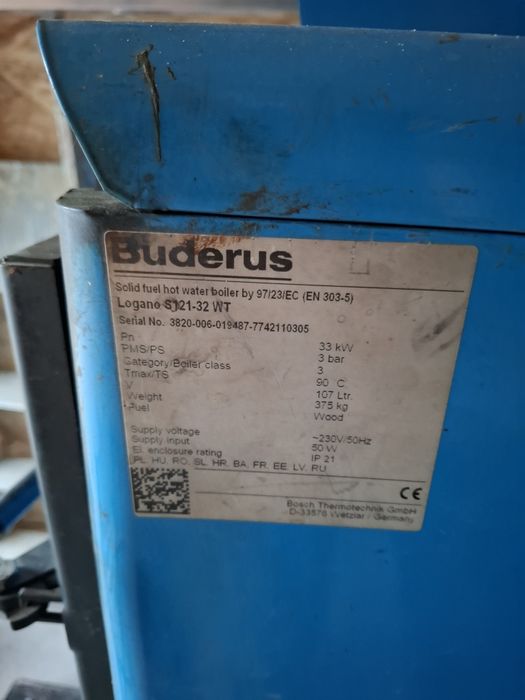 Buderus
Solid fuel hot water boiler by 97/23/EC (EN 303-5)
Logano S121-32 WT
Serial No. 3820-006-019487-7742110305
Pn 33 kW
PMS/PS 3 bar
Category/Boiler class 3
Tmax/TS 90 C
V 107 Ltr.
Weight 375 kg
Fuel Wood
Supply voltage ~230V/50Hz
Supply input 50 W
El. enclosure rating IP 21
PL, HU, RO, SL, HR, BA, FR, EE, LV, RU
CE
Bosch Thermotechnik GmbH
D-33576 Wetzlar / Germany